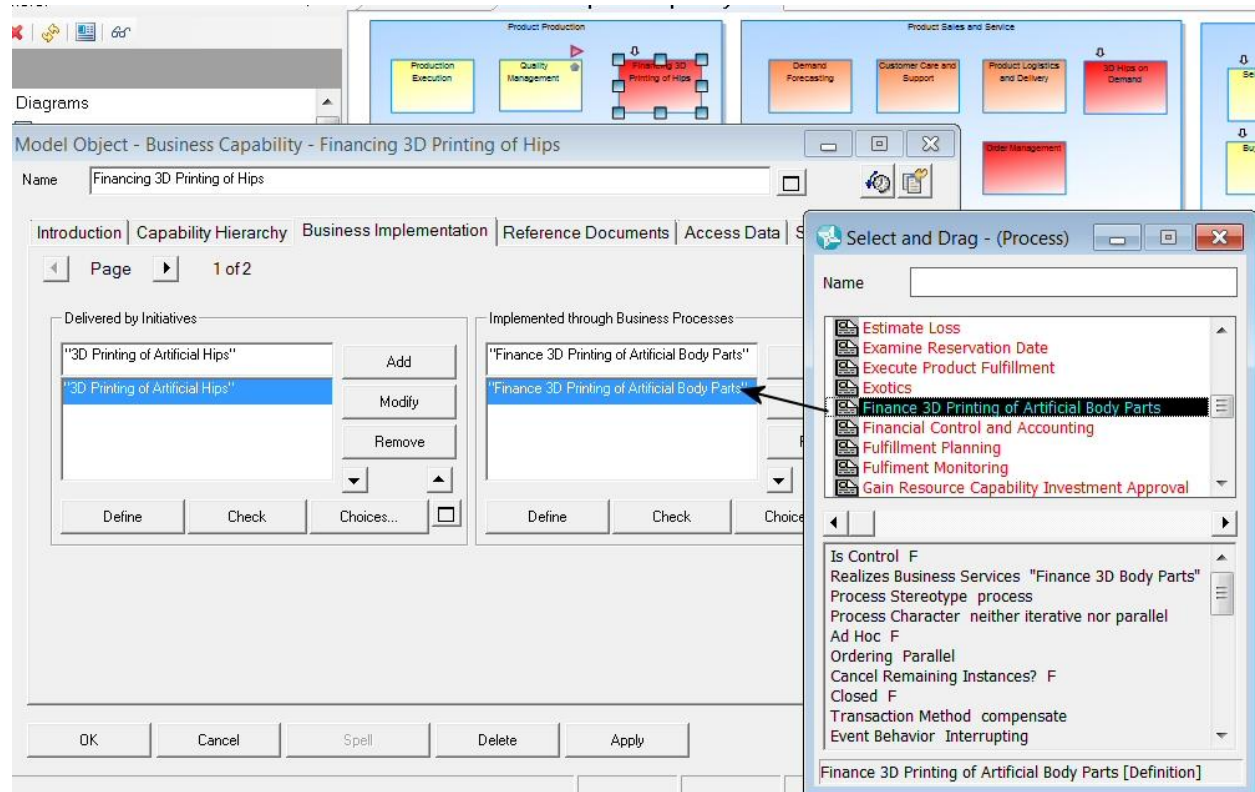 Product Production
Product Sales and Service
Production
Execution
Quality
Management
Financing 3D
Printing of Hips
Demand
Forecasting
Customer Care and
Support
Product Logistics
and Delivery
3D Hips on
Demand
Se
Diagrams
Bu
Order Management
Model Object - Business Capability - Financing 3D Printing of Hips
Name Financing 3D Printing of Hips
Introduction Capability Hierarchy Business Implementation Reference Documents Access Data S
Page 1 of 2
Delivered by Initiatives
"3D Printing of Artificial Hips"
"3D Printing of Artificial Hips"
Add
Modify
Remove
Define Check Choices...
Implemented through Business Processes
"Finance 3D Printing of Artificial Body Parts"
"Finance 3D Printing of Artificial Body Parts"
Define Check Choice
OK Cancel Spell Delete Apply
Select and Drag - (Process)
Name
Estimate Loss
Examine Reservation Date
Execute Product Fulfillment
Exotics
Finance 3D Printing of Artificial Body Parts
Financial Control and Accounting
Fulfillment Planning
Fulfiment Monitoring
Gain Resource Capability Investment Approval
Is Control F
Realizes Business Services "Finance 3D Body Parts"
Process Stereotype process
Process Character neither iterative nor parallel
Ad Hoc F
Ordering Parallel
Cancel Remaining Instances? F
Closed F
Transaction Method compensate
Event Behavior Interrupting
Finance 3D Printing of Artificial Body Parts [Definition]